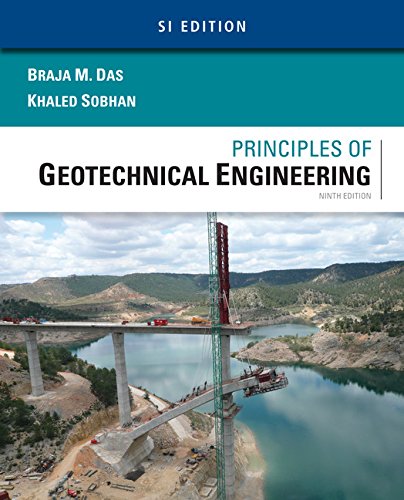 SI EDITION
BRAJA M. DAS
KHALED SOBHAN
PRINCIPLES OF
GEOTECHNICAL ENGINEERING
NINTH EDITION